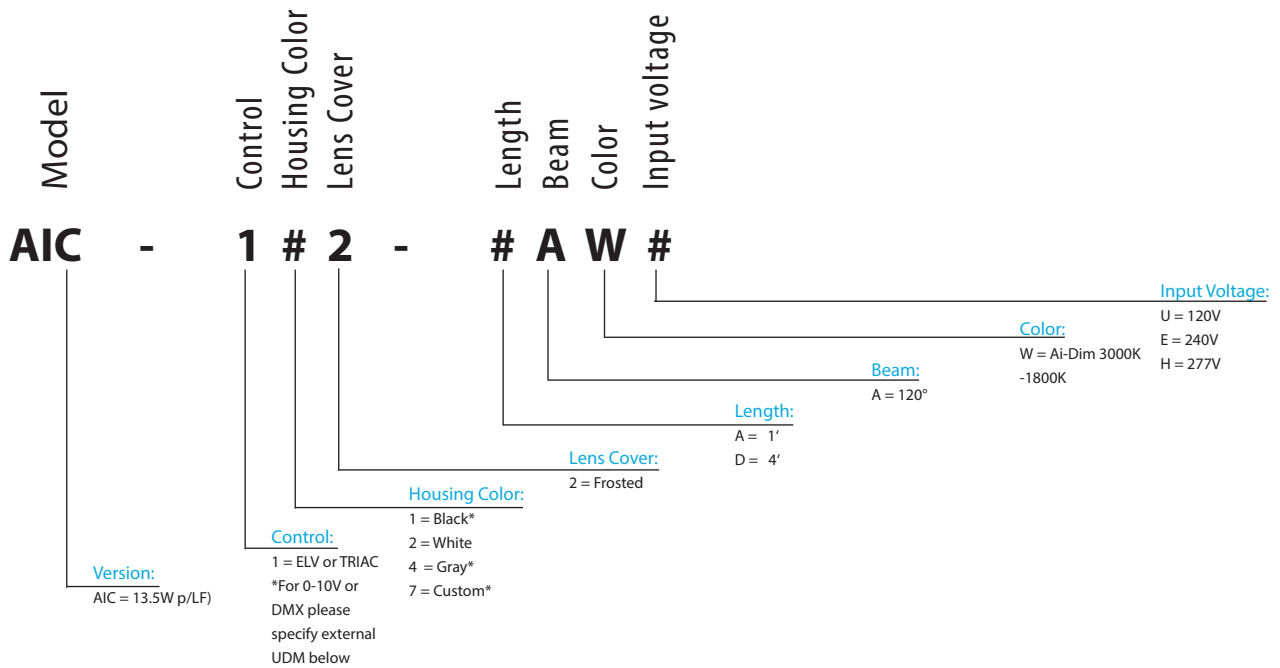 Model
Control
Housing Color
Lens Cover
Length
Beam
Color
Input voltage
AIC - 1 # 2 - # A W #
Input Voltage:
U = 120V
E = 240V
H = 277V
Color:
W = Ai-Dim 3000K
-1800K
Beam:
A = 120°
Length:
A = 1'
D = 4'
Lens Cover:
2 = Frosted
Housing Color:
1 = Black*
2 = White
4 = Gray*
7 = Custom*
Control:
1 = ELV or TRIAC
*For 0-10V or
DMX please
specify external
UDM below
Version:
AIC = 13.5W p/LF)